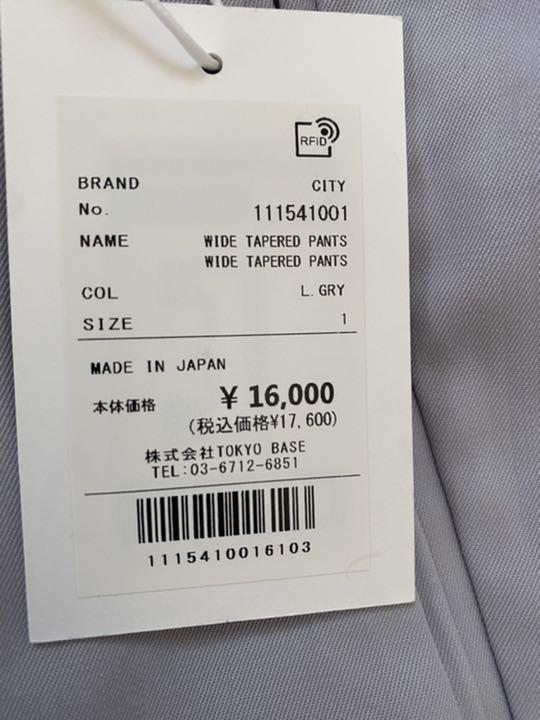 RFiD
BRAND CITY
No. 111541001
NAME WIDE TAPERED PANTS
WIDE TAPERED PANTS
COL L.GRY
SIZE 1
MADE IN JAPAN
本体価格 ¥ 16,000
(税込価格¥17,600)
株式会社TOKYO BASE
TEL:03-6712-6851
1115410016103